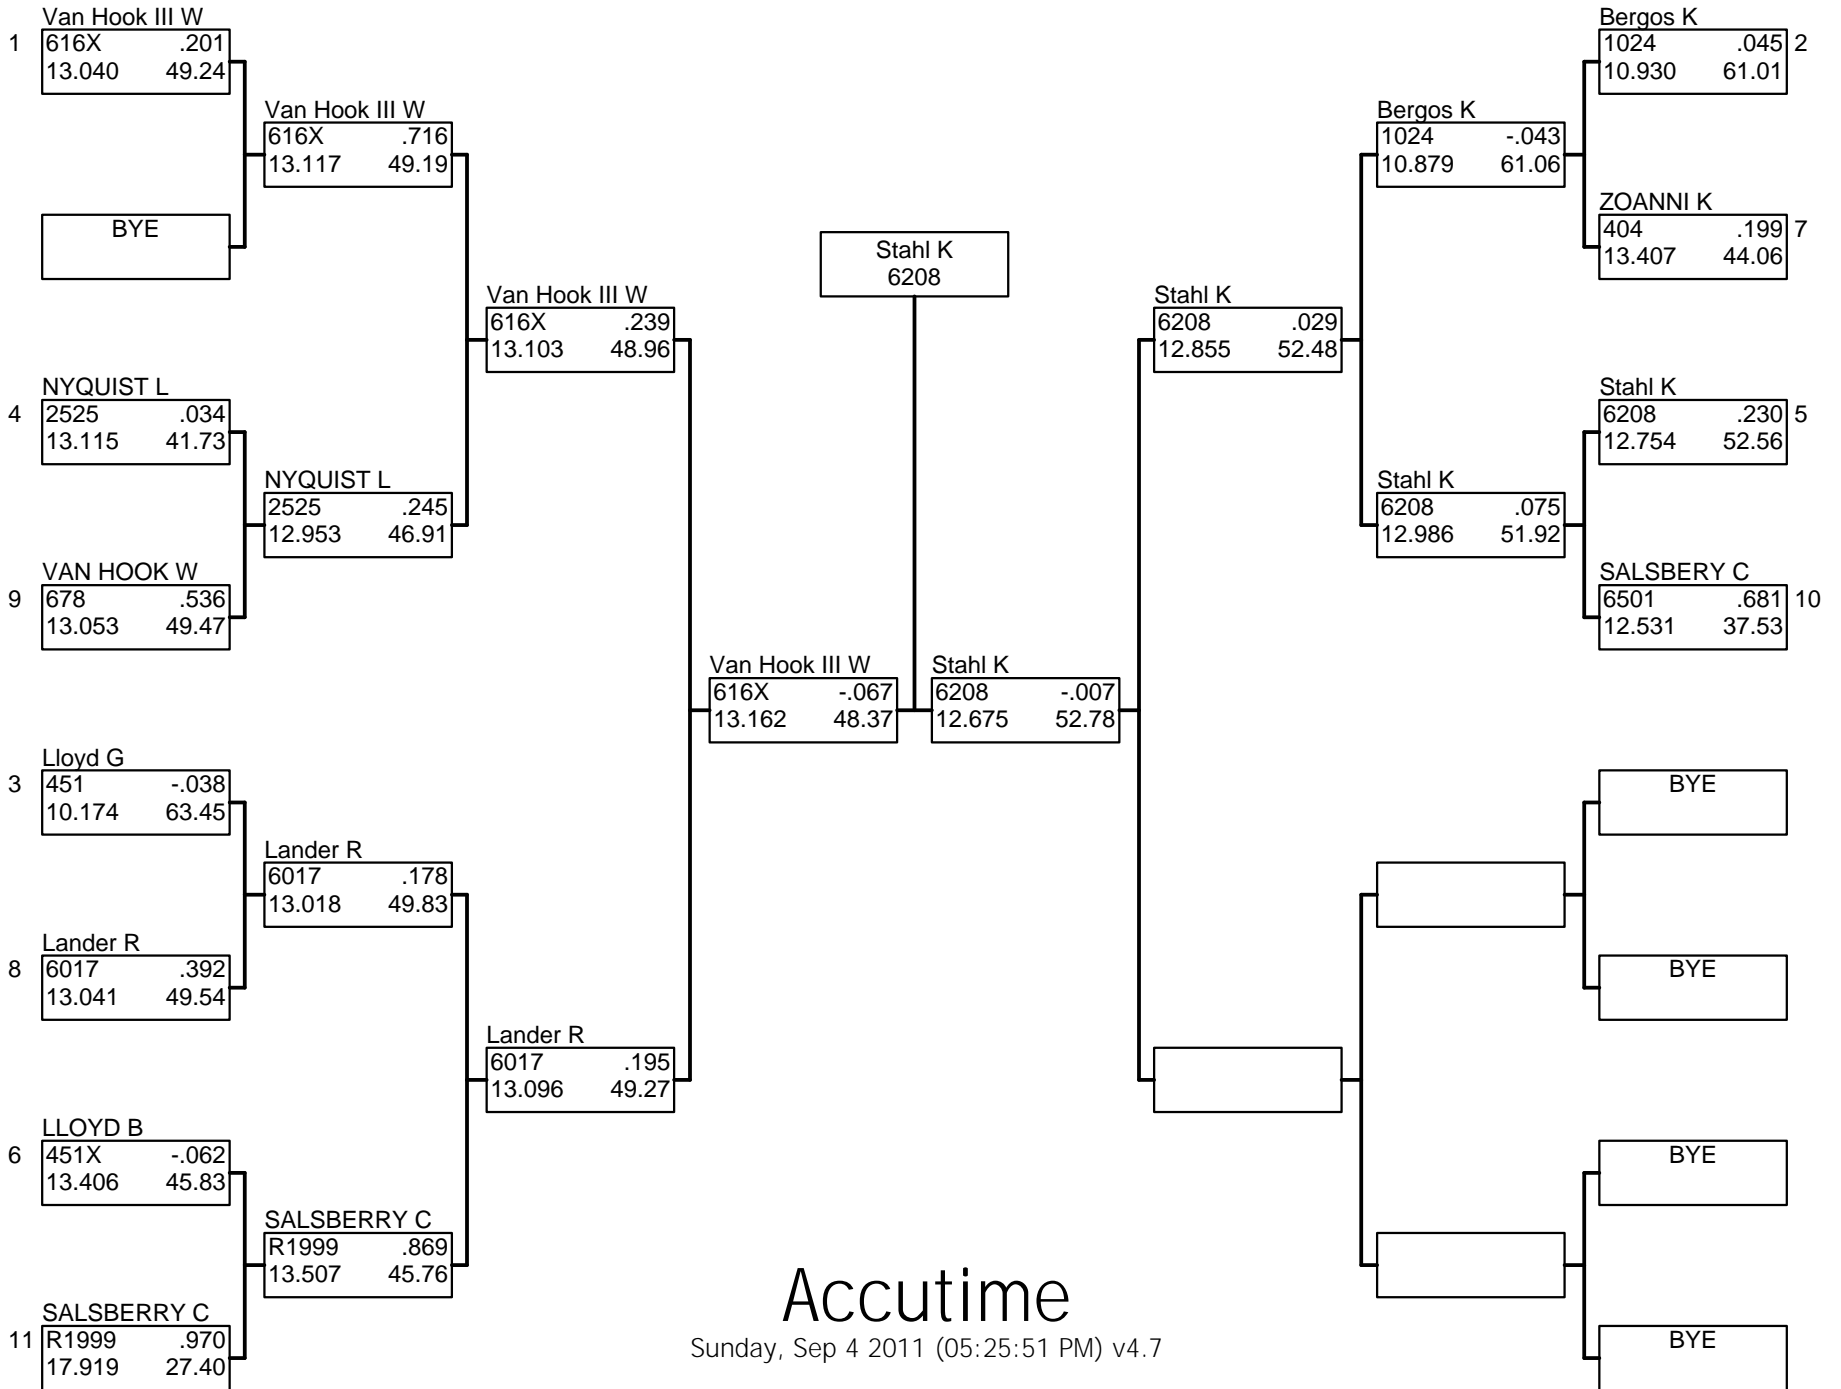 Van Hook III W
1 616X .201
13.040 49.24
BYE
NYQUIST L
4 2525 .034
13.115 41.73
VAN HOOK W
9 678 .536
13.053 49.47
Lloyd G
3 451 -.038
10.174 63.45
Lander R
8 6017 .392
13.041 49.54
LLOYD B
6 451X -.062
13.406 45.83
SALSBERRY C
11 R1999 .970
17.919 27.40
Van Hook III W
616X .716
13.117 49.19
NYQUIST L
2525 .245
12.953 46.91
Lander R
6017 .178
13.018 49.83
SALSBERRY C
R1999 .869
13.507 45.76
Van Hook III W
616X .239
13.103 48.96
Lander R
6017 .195
13.096 49.27
Van Hook III W
616X -.067
13.162 48.37
Stahl K
6208
Stahl K
6208 -.007
12.675 52.78
Stahl K
6208 .029
12.855 52.48
Bergos K
1024 -.043
10.879 61.06
Stahl K
6208 .075
12.986 51.92
Bergos K
1024 .045 2
10.930 61.01
ZOANNI K
404 .199 7
13.407 44.06
Stahl K
6208 .230 5
12.754 52.56
SALSBERY C
6501 .681 10
12.531 37.53
BYE
BYE
BYE
BYE
Accutime
Sunday, Sep 4 2011 (05:25:51 PM) v4.7